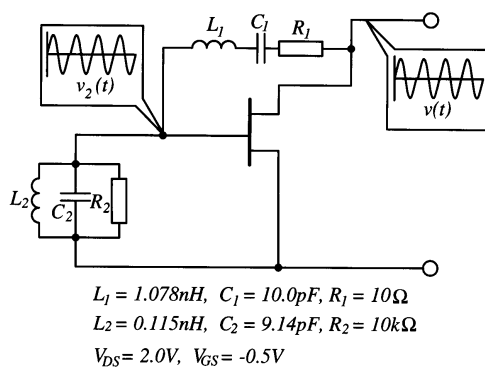 L₁ C₁ R₁
v₂(t)
v(t)
L₂ C₂ R₂
L₁ = 1.078nH, C₁ = 10.0pF, R₁ = 10Ω
L₂ = 0.115nH, C₂ = 9.14pF, R₂ = 10kΩ
V_DS = 2.0V, V_GS = -0.5V